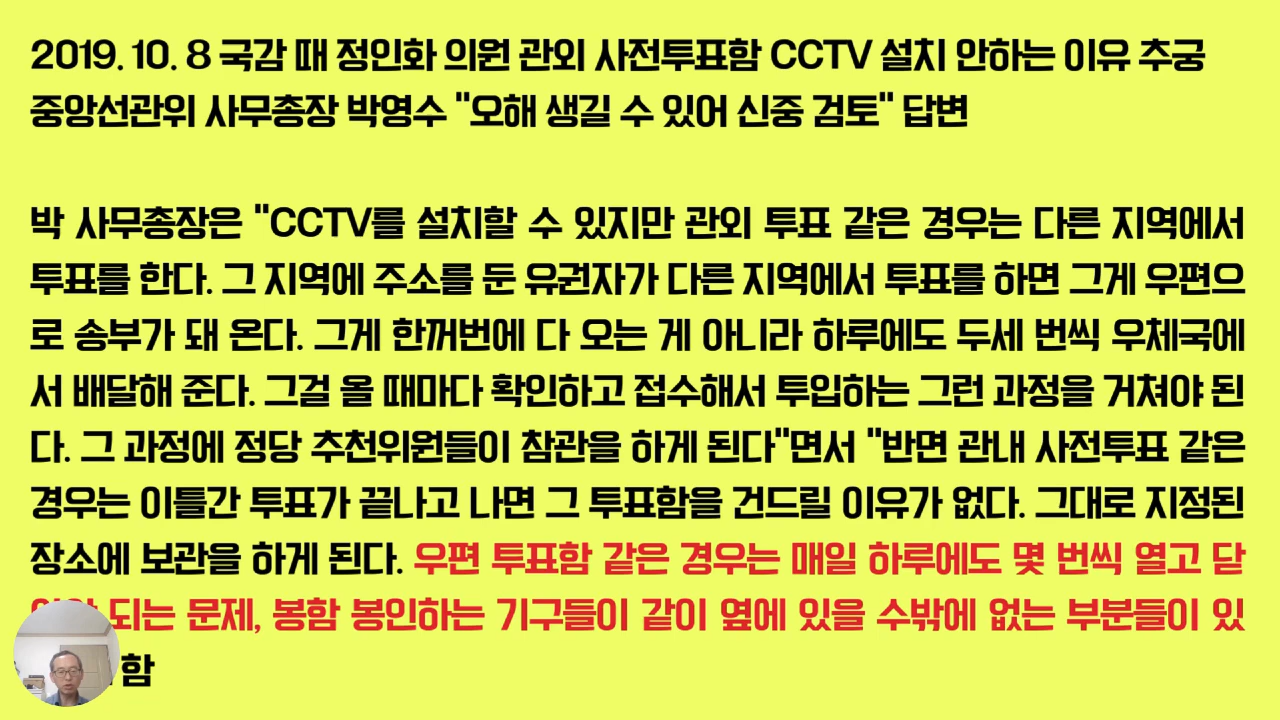 2019. 10. 8 국감 때 정인화 의원 관외 사전투표함 CCTV 설치 안하는 이유 추궁
중앙선관위 사무총장 박영수 "오해 생길 수 있어 신중 검토" 답변
박 사무총장은 "CCTV를 설치할 수 있지만 관외 투표 같은 경우는 다른 지역에서
투표를 한다. 그 지역에 주소를 둔 유권자가 다른 지역에서 투표를 하면 그게 우편으
로 송부가 돼 온다. 그게 한꺼번에 다 오는 게 아니라 하루에도 두세 번씩 우체국에
서 배달해 준다. 그걸 올 때마다 확인하고 접수해서 투입하는 그런 과정을 거쳐야 된
다. 그 과정에 정당 추천위원들이 참관을 하게 된다"면서 "반면 관내 사전투표 같은
경우는 이틀간 투표가 끝나고 나면 그 투표함을 건드릴 이유가 없다. 그대로 지정된
장소에 보관을 하게 된다. 우편 투표함 같은 경우는 매일 하루에도 몇 번씩 열고 닫
되는 문제, 봉함 봉인하는 기구들이 같이 옆에 있을 수밖에 없는 부분들이 있
함